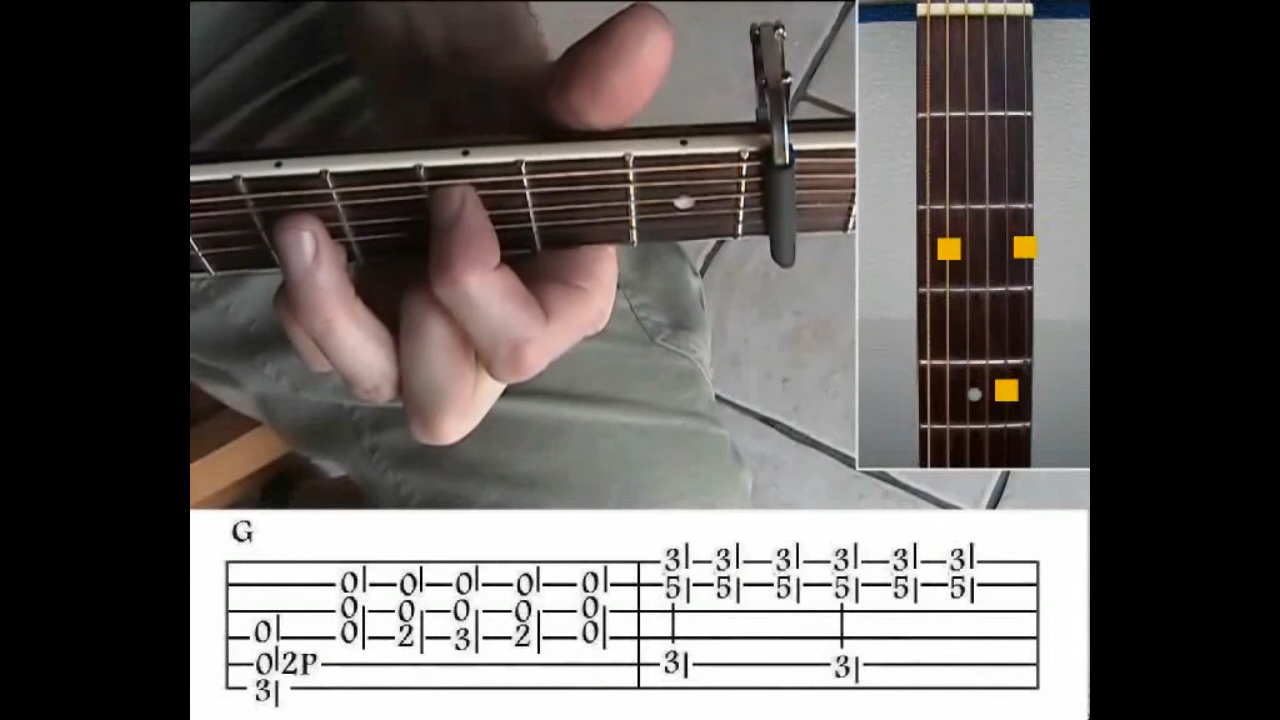 G
3| 3| 3| 3| 3| 3|
0| 0| 0| 0| 0| 5| 5| 5| 5| 5| 5|
0 0 0 0 0
0| 0| 2| 3| 2| 0|
0|2P 3| 3|
3|